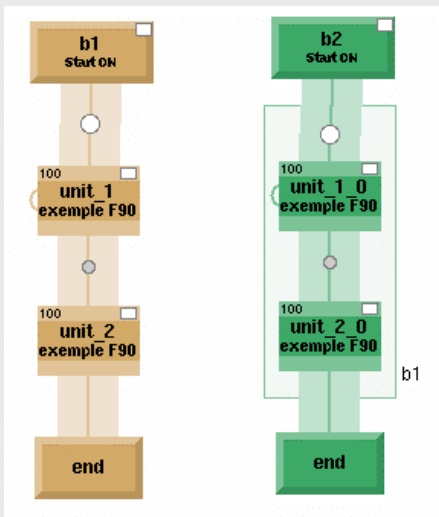 b1
start ON
100
unit_1
exemple F90
100
unit_2
exemple F90
end
b2
start ON
100
unit_1_0
exemple F90
100
unit_2_0
exemple F90
b1
end